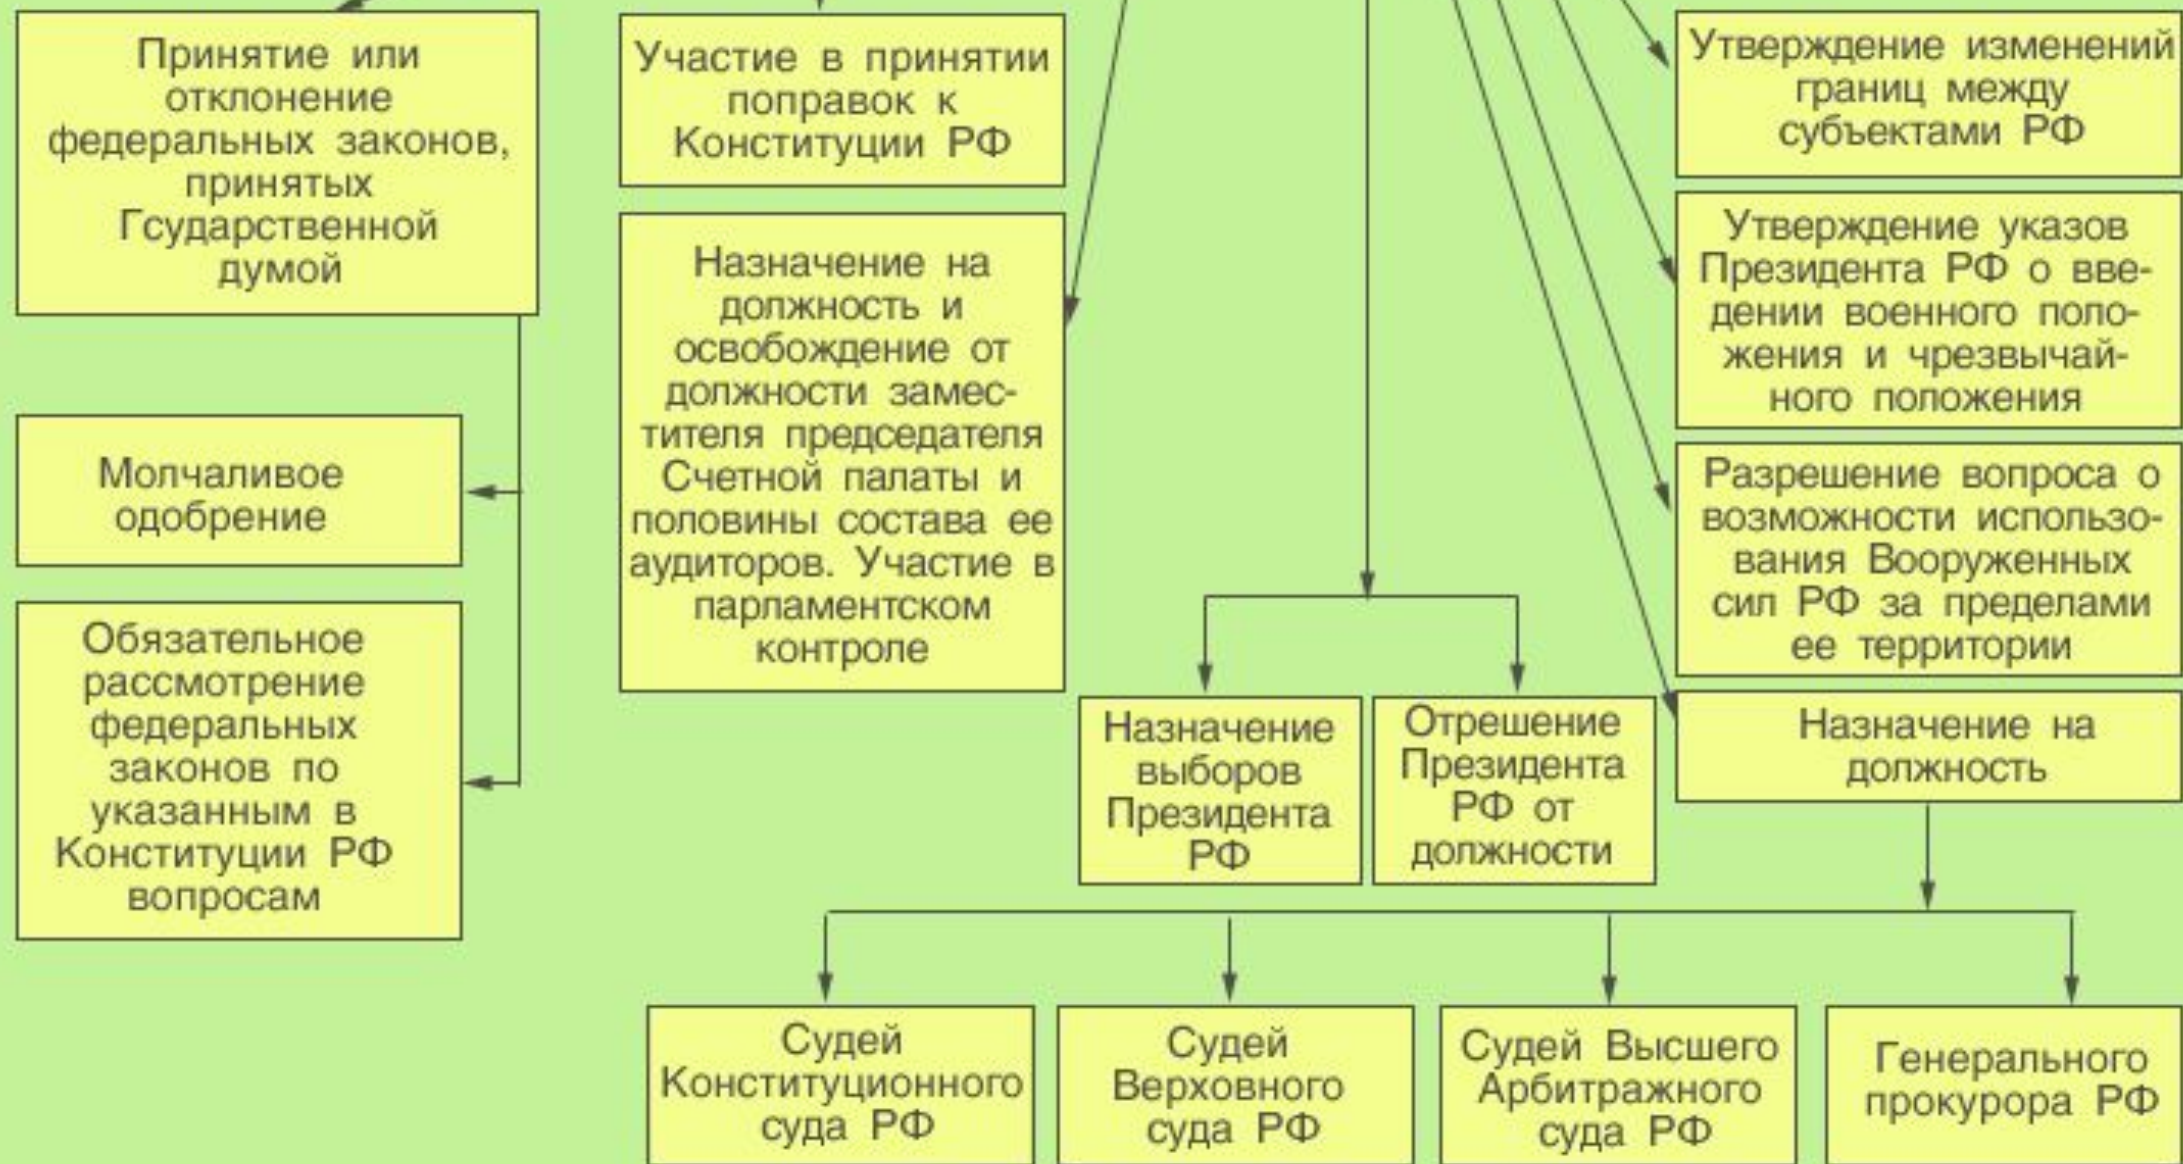 Принятие или
отклонение
федеральных законов,
принятых
Гсударственной
думой
Молчаливое
одобрение
Обязательное
рассмотрение
федеральных
законов по
указанным в
Конституции РФ
вопросам
Участие в принятии
поправок к
Конституции РФ
Назначение на
должность и
освобождение от
должности замес-
тителя председателя
Счетной палаты и
половины состава ее
аудиторов. Участие в
парламентском
контроле
Назначение
выборов
Президента
РФ
Отрешение
Президента
РФ от
должности
Утверждение изменений
границ между
субъектами РФ
Утверждение указов
Президента РФ о вве-
дении военного поло-
жения и чрезвычай-
ного положения
Разрешение вопроса о
возможности использо-
вания Вооруженных
сил РФ за пределами
ее территории
Назначение на
должность
Судей
Конституционного
суда РФ
Судей
Верховного
суда РФ
Судей Высшего
Арбитражного
суда РФ
Генерального
прокурора РФ